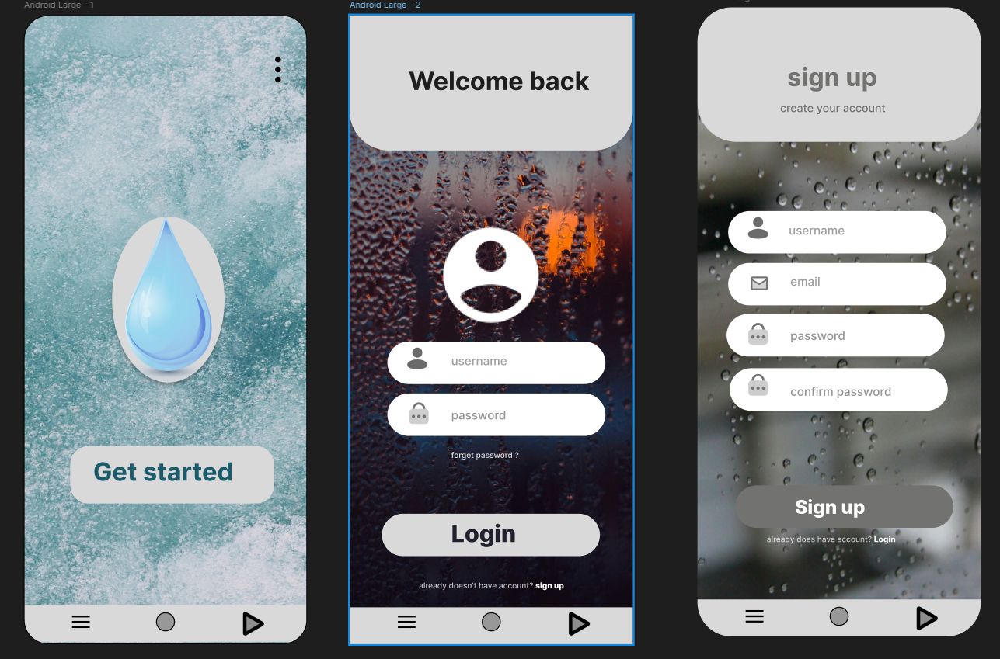 Android Large - 1
Get started
Android Large - 2
Welcome back
username
password
forget password ?
Login
already doesn't have account? sign up
sign up
create your account
username
email
password
confirm password
Sign up
already does have account? Login